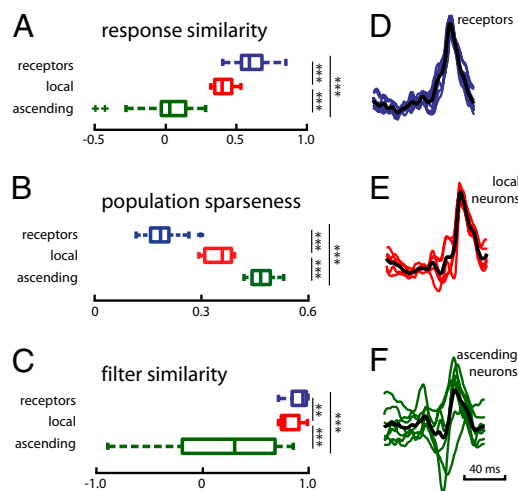 A
response similarity
receptors
local
ascending
***
***
***
-0.5
0
0.5
1.0
B
population sparseness
receptors
local
ascending
***
***
***
0
0.3
0.6
C
filter similarity
receptors
local
ascending
**
***
***
-1.0
0
1.0
D
receptors
E
local
neurons
F
ascending
neurons
40 ms